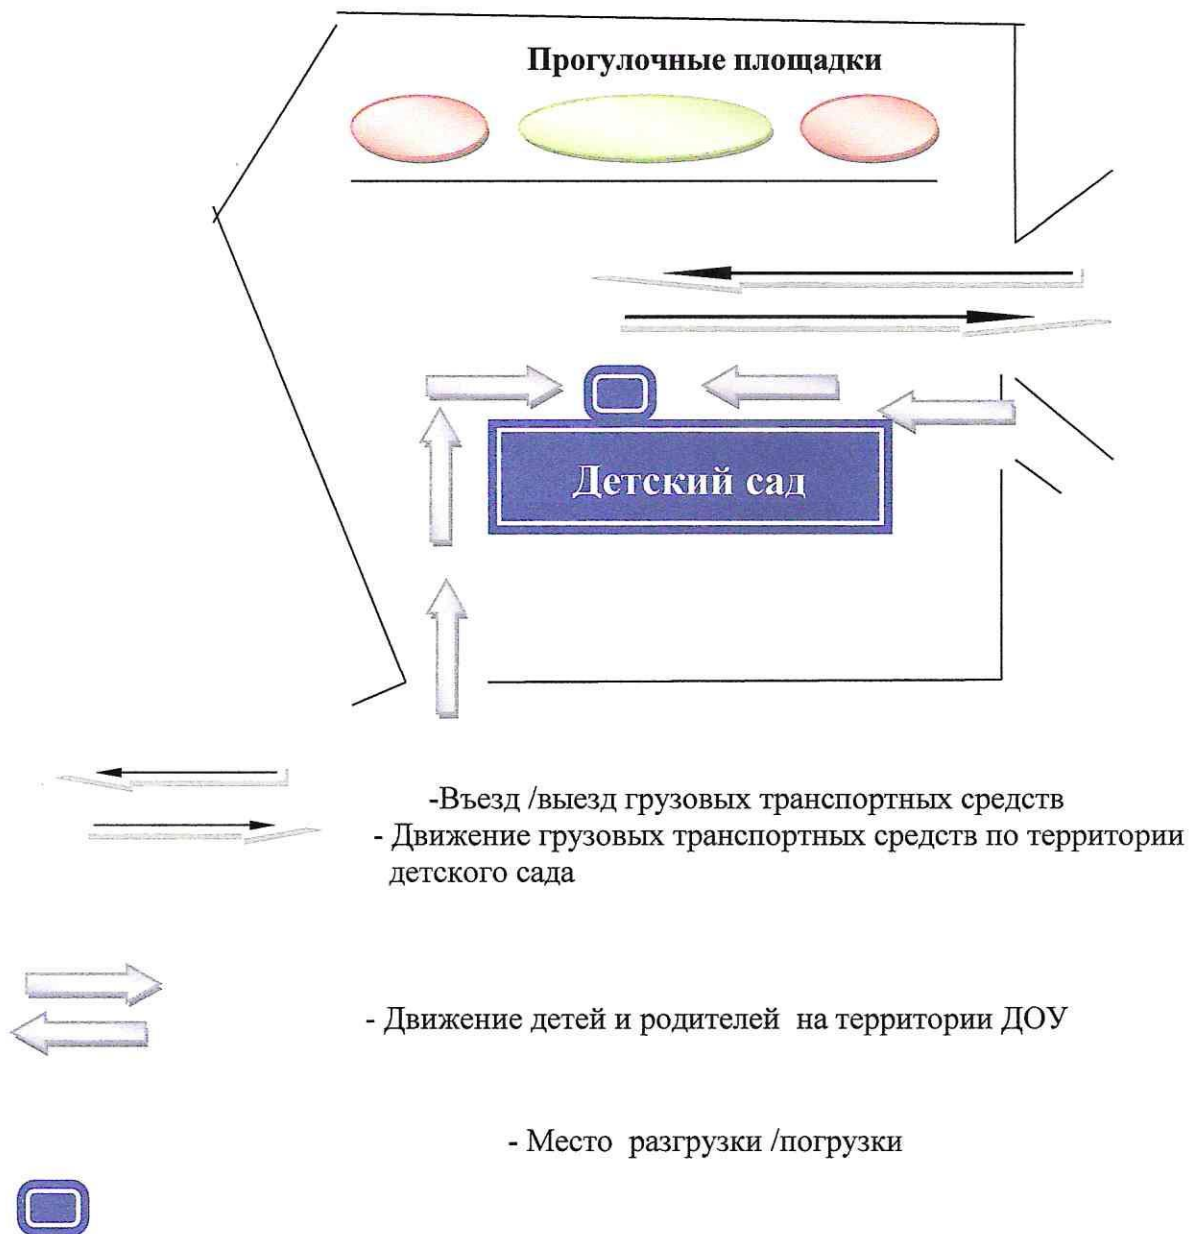 Прогулочные площадки
Детский сад
-Въезд /выезд грузовых транспортных средств
- Движение грузовых транспортных средств по территории
детского сада
- Движение детей и родителей на территории ДОУ
- Место разгрузки /погрузки